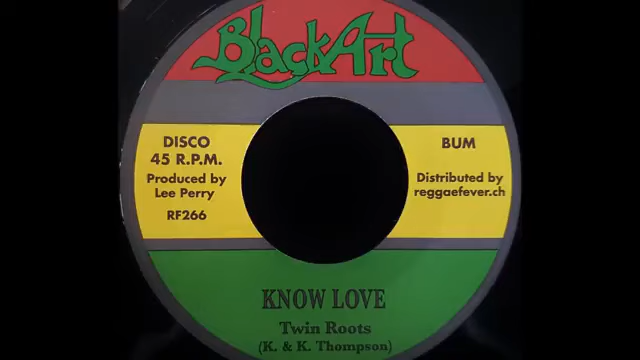 BlackArt
DISCO
45 R.P.M.
Produced by
Lee Perry
RF266
BUM
Distributed by
reggaefever.ch
KNOW LOVE
Twin Roots
(K. & K. Thompson)